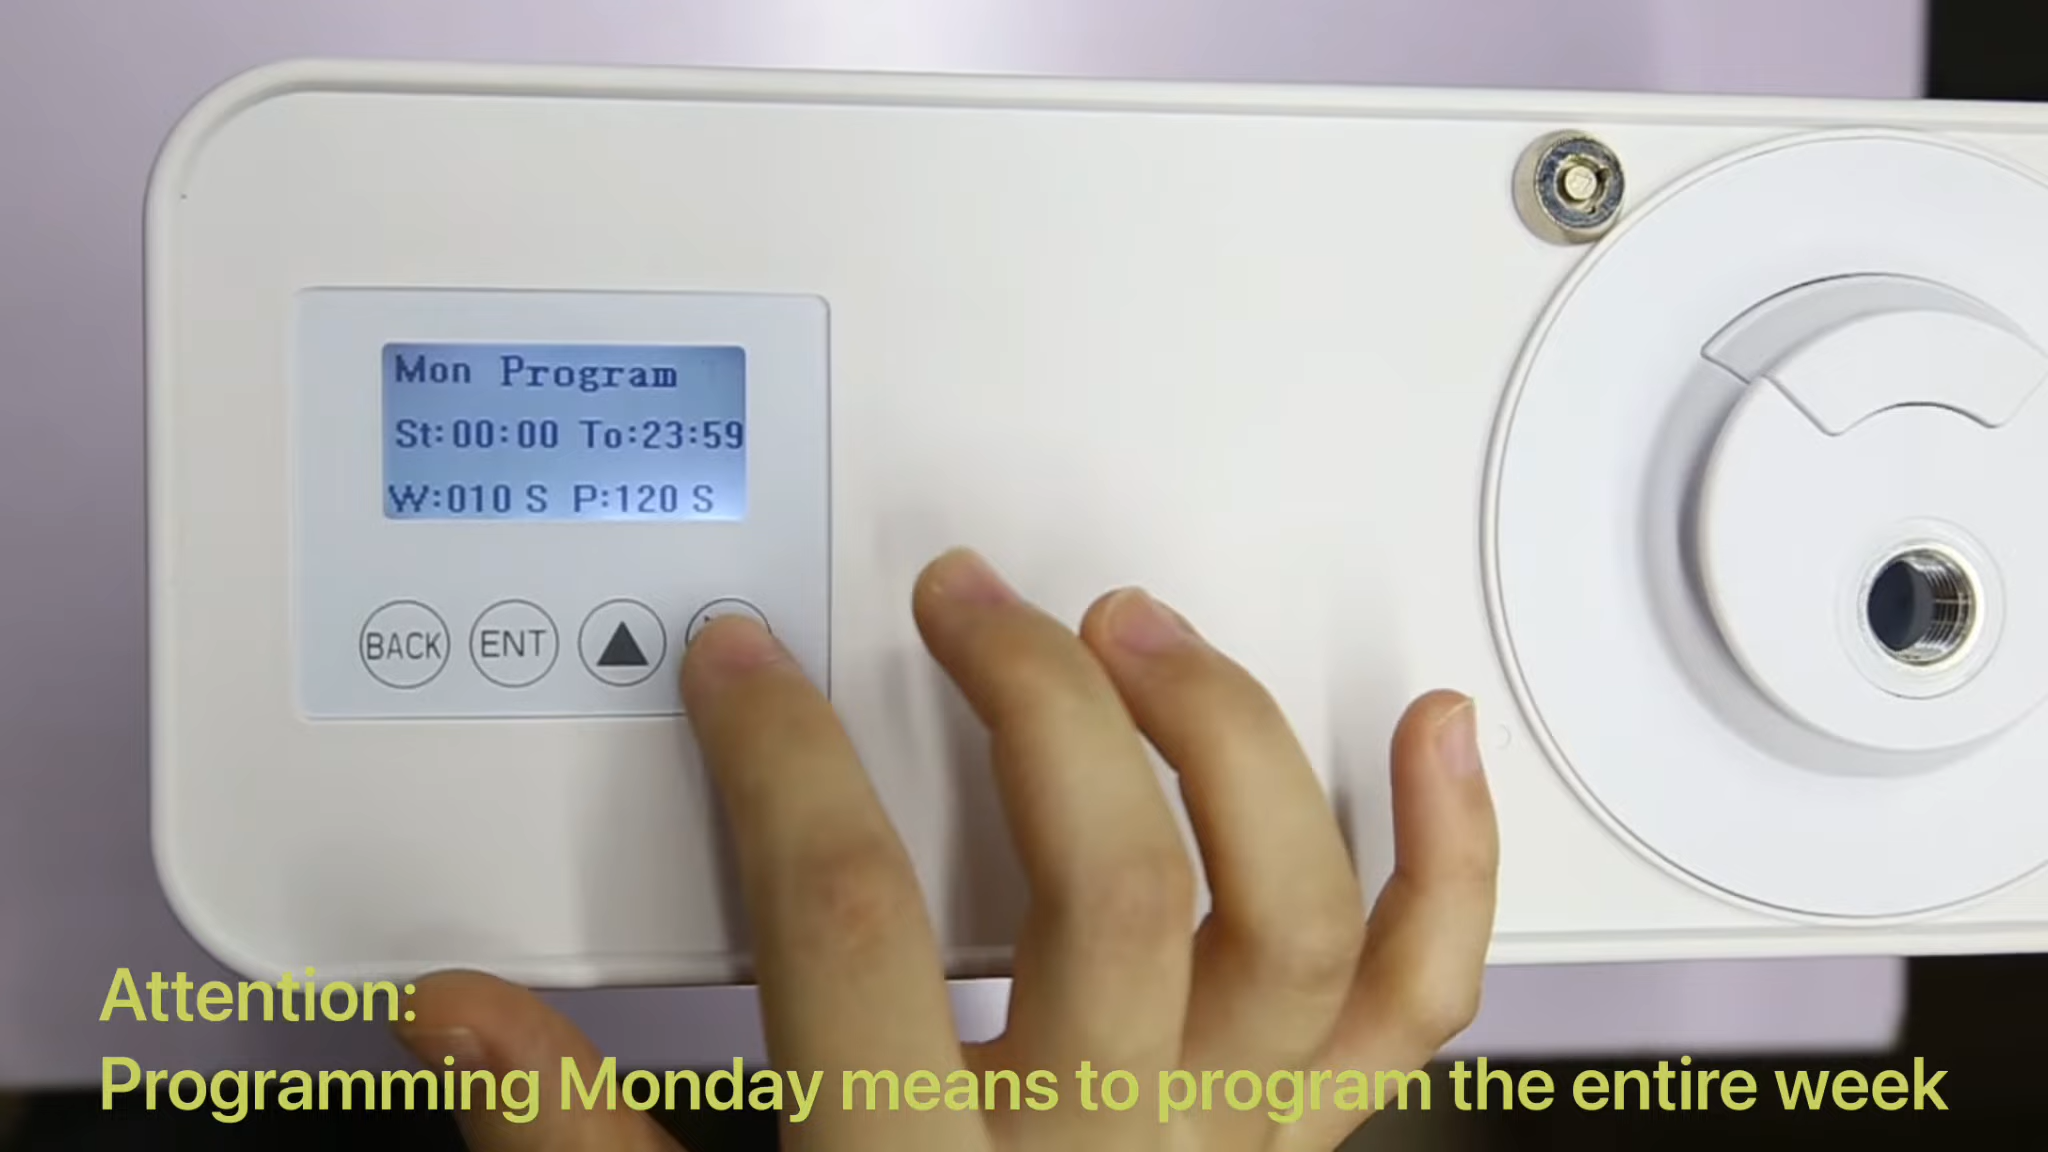 Mon Program
St:00:00 To:23:59
W:010 S P:120 S
BACK ENT
Attention:
Programming Monday means to program the entire week